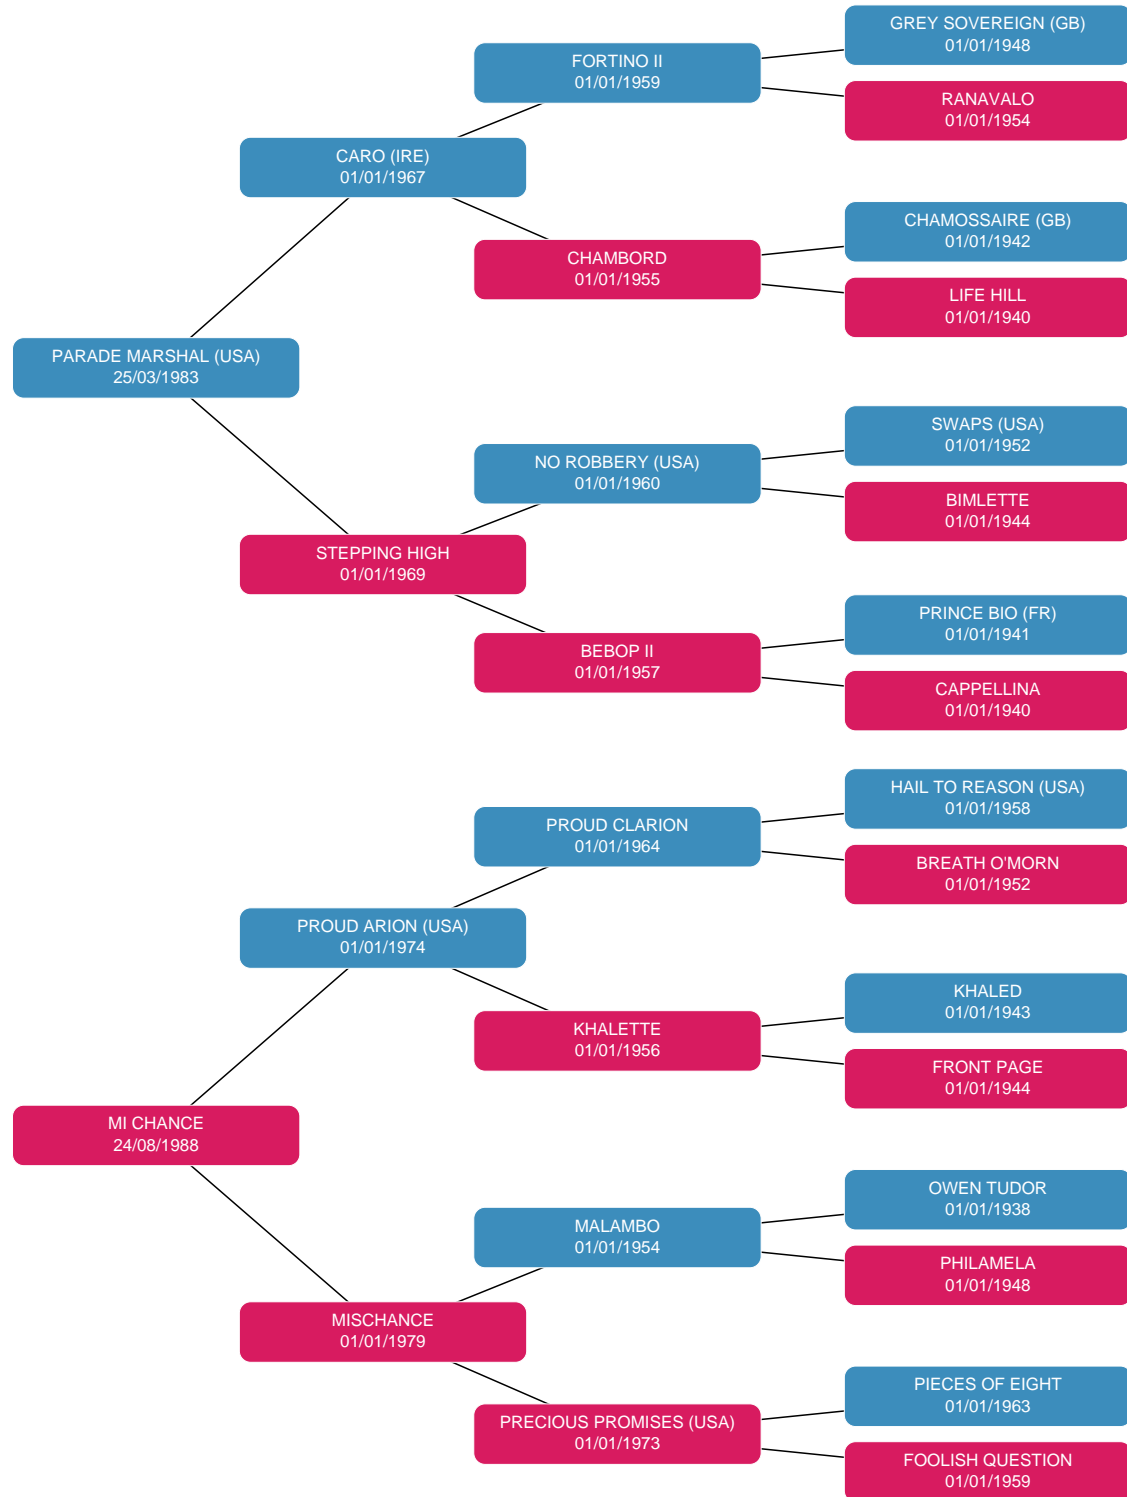 GREY SOVEREIGN (GB)
01/01/1948
FORTINO II
01/01/1959
RANAVALO
01/01/1954
CARO (IRE)
01/01/1967
CHAMOSSAIRE (GB)
01/01/1942
CHAMBORD
01/01/1955
LIFE HILL
01/01/1940
PARADE MARSHAL (USA)
25/03/1983
SWAPS (USA)
01/01/1952
NO ROBBERY (USA)
01/01/1960
BIMLETTE
01/01/1944
STEPPING HIGH
01/01/1969
PRINCE BIO (FR)
01/01/1941
BEBOP II
01/01/1957
CAPPELLINA
01/01/1940
HAIL TO REASON (USA)
01/01/1958
PROUD CLARION
01/01/1964
BREATH O'MORN
01/01/1952
PROUD ARION (USA)
01/01/1974
KHALED
01/01/1943
KHALETTE
01/01/1956
FRONT PAGE
01/01/1944
MI CHANCE
24/08/1988
OWEN TUDOR
01/01/1938
MALAMBO
01/01/1954
PHILAMELA
01/01/1948
MISCHANCE
01/01/1979
PIECES OF EIGHT
01/01/1963
PRECIOUS PROMISES (USA)
01/01/1973
FOOLISH QUESTION
01/01/1959